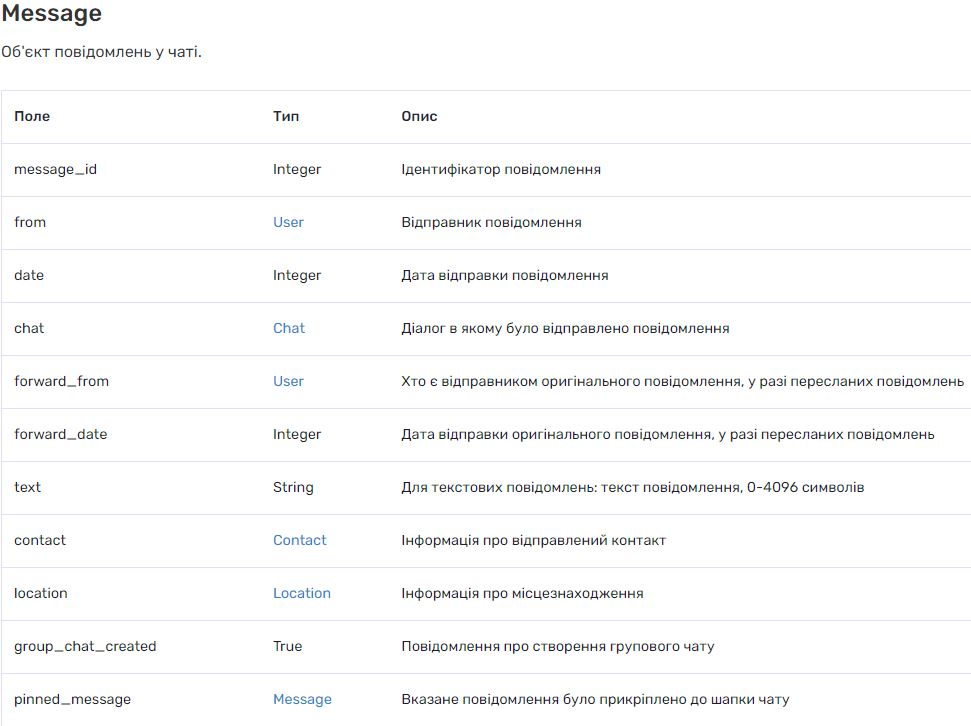 Message
Об'єкт повідомлень у чаті.
Поле Тип Опис
message_id Integer Ідентифікатор повідомлення
from User Відправник повідомлення
date Integer Дата відправки повідомлення
chat Chat Діалог в якому було відправлено повідомлення
forward_from User Хто є відправником оригінального повідомлення, у разі пересланих повідомлень
forward_date Integer Дата відправки оригінального повідомлення, у разі пересланих повідомлень
text String Для текстових повідомлень: текст повідомлення, 0-4096 символів
contact Contact Інформація про відправлений контакт
location Location Інформація про місцезнаходження
group_chat_created True Повідомлення про створення групового чату
pinned_message Message Вказане повідомлення було прикріплено до шапки чату